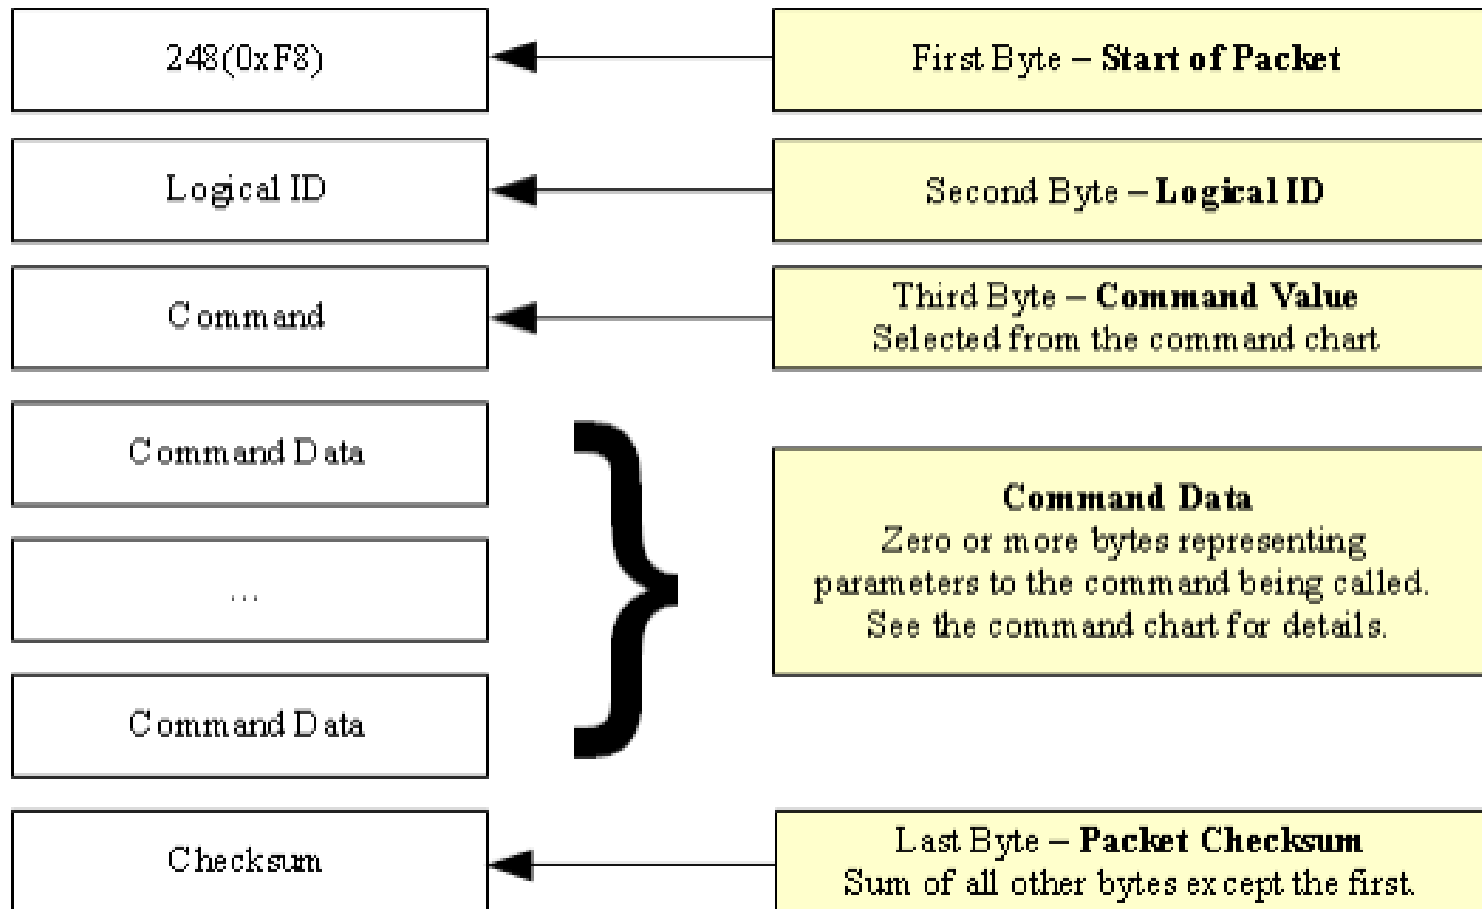 248(0xF8)
First Byte – Start of Packet
Logical ID
Second Byte – Logical ID
Command
Third Byte – Command Value
Selected from the command chart
Command Data
...
Command Data
Command Data
Zero or more bytes representing
parameters to the command being called.
See the command chart for details.
Checksum
Last Byte – Packet Checksum
Sum of all other bytes except the first.